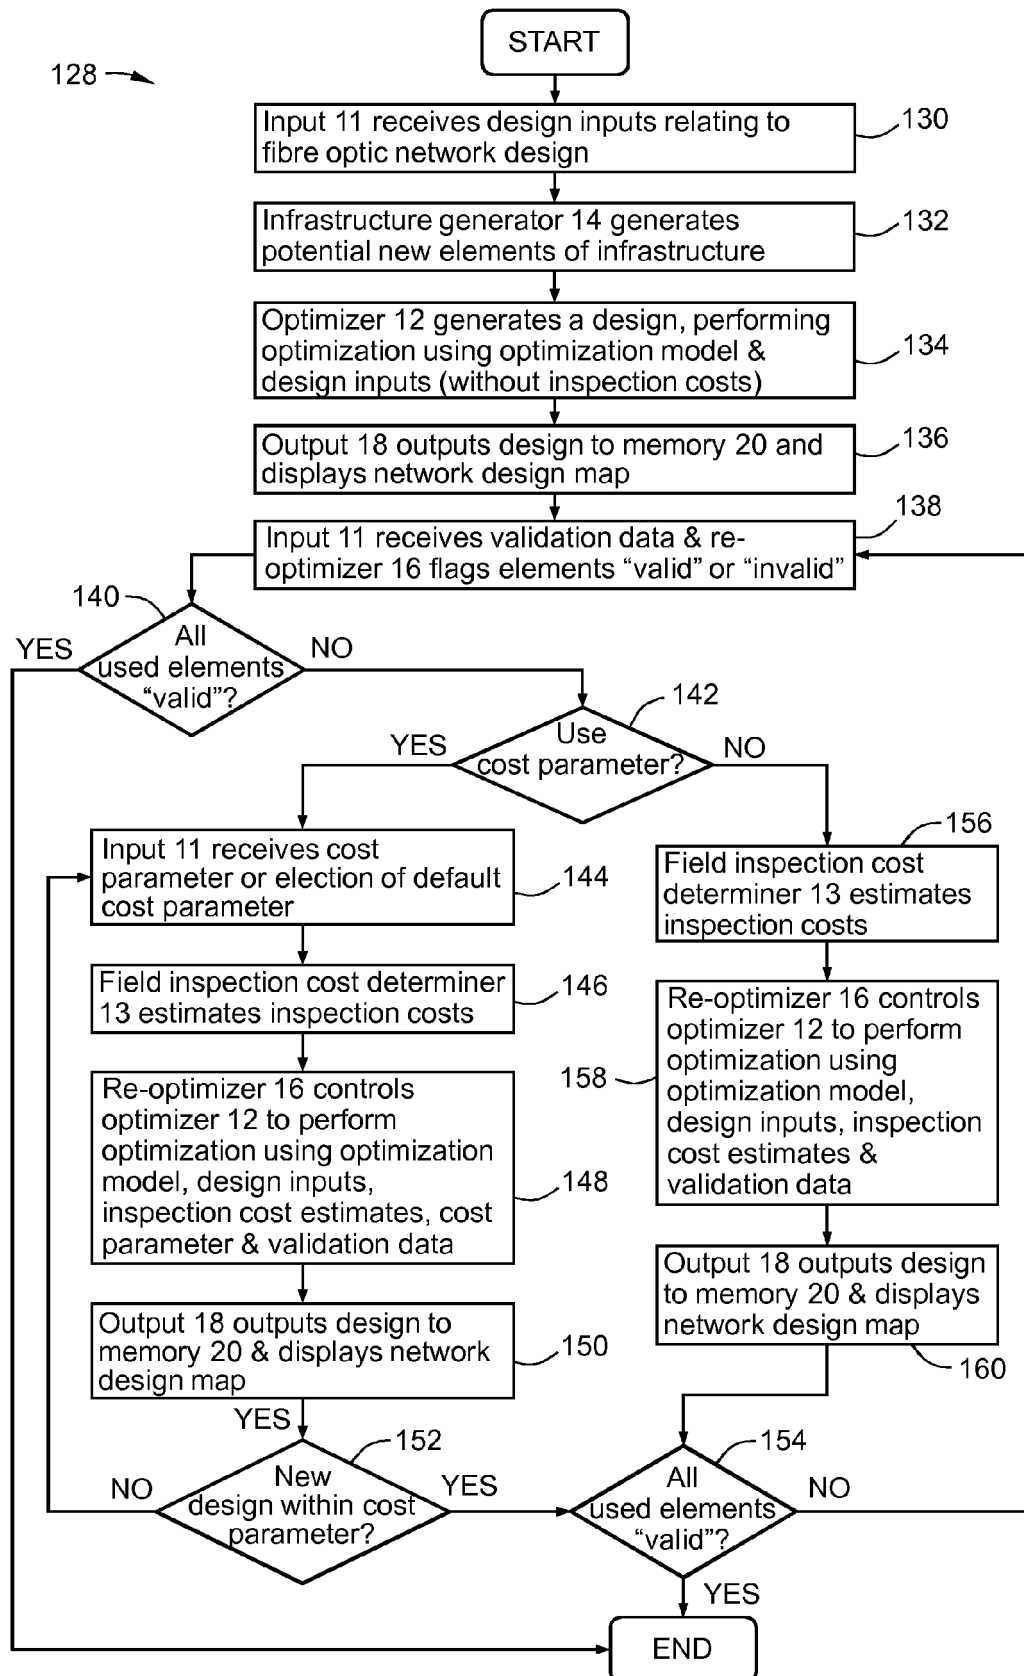 START
128
Input 11 receives design inputs relating to
fibre optic network design
130
Infrastructure generator 14 generates
potential new elements of infrastructure
132
Optimizer 12 generates a design, performing
optimization using optimization model &
design inputs (without inspection costs)
134
Output 18 outputs design to memory 20 and
displays network design map
136
Input 11 receives validation data & re-
optimizer 16 flags elements “valid” or “invalid”
138
140
All
used elements
“valid”?
YES
NO
142
Use
cost parameter?
YES
NO
Input 11 receives cost
parameter or election of default
cost parameter
144
156
Field inspection cost
determiner 13 estimates
inspection costs
Field inspection cost determiner
13 estimates inspection costs
146
Re-optimizer 16 controls
optimizer 12 to perform
optimization using
optimization model,
design inputs, inspection
cost estimates &
validation data
158
Re-optimizer 16 controls
optimizer 12 to perform
optimization using optimization
model, design inputs,
inspection cost estimates, cost
parameter & validation data
148
Output 18 outputs design
to memory 20 & displays
network design map
160
Output 18 outputs design to
memory 20 & displays network
design map
150
YES
152
New
design within cost
parameter?
NO
YES
154
All
used elements
“valid”?
NO
YES
END